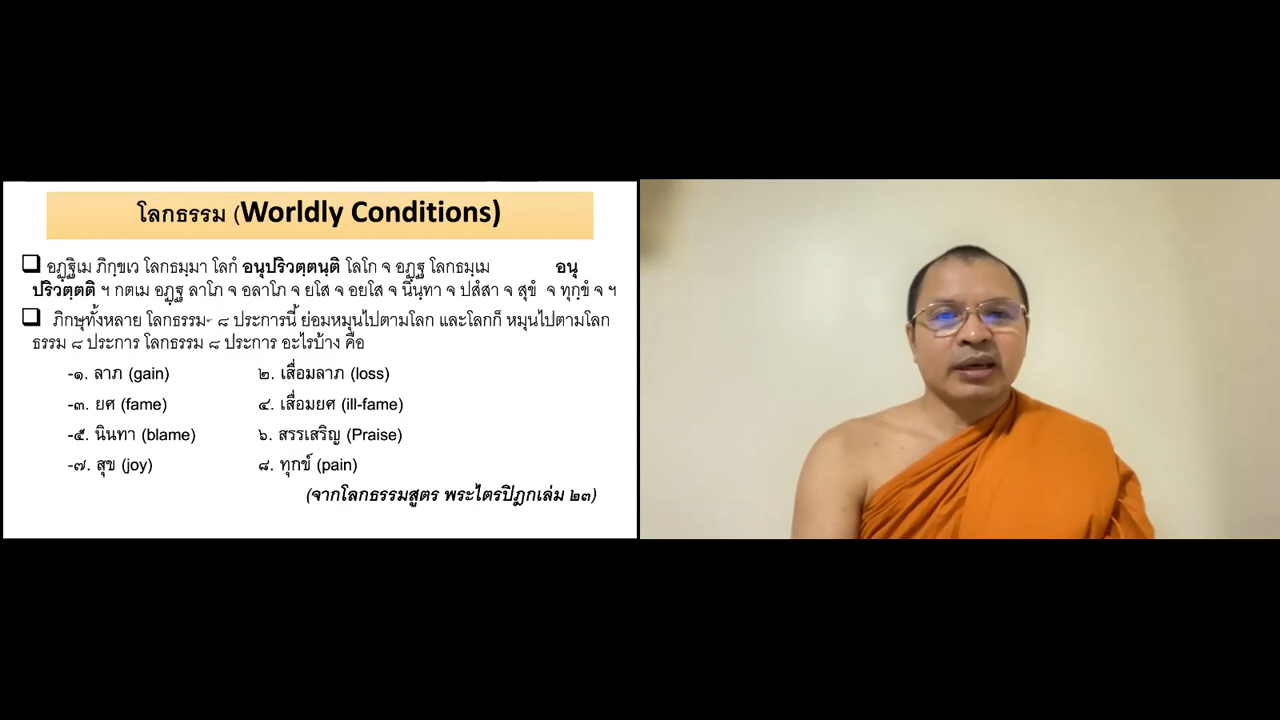 โลกธรรม (Worldly Conditions)
❑ อฏฺฐิเม ภิกฺขเว โลกธมฺมา โลกํ อนุปริวตฺตนฺติ โลโก จ อฏฺฐ โลกธมฺเม อนุ
ปริวตฺตติ ฯ กตเม อฏฺฐ ลาโภ จ อลาโภ จ ยโส จ อยโส จ นินฺทา จ ปสํสา จ สุขํ จ ทุกฺขํ จ ฯ
❑ ภิกษุทั้งหลาย โลกธรรม ๘ ประการนี้ ย่อมหมุนไปตามโลก และโลกก็ หมุนไปตามโลก
ธรรม ๘ ประการ โลกธรรม ๘ ประการ อะไรบ้าง คือ
-๑. ลาภ (gain) ๒. เสื่อมลาภ (loss)
-๓. ยศ (fame) ๔. เสื่อมยศ (ill-fame)
-๕. นินทา (blame) ๖. สรรเสริญ (Praise)
-๗. สุข (joy) ๘. ทุกข์ (pain)
(จากโลกธรรมสูตร พระไตรปิฎกเล่ม ๒๓)